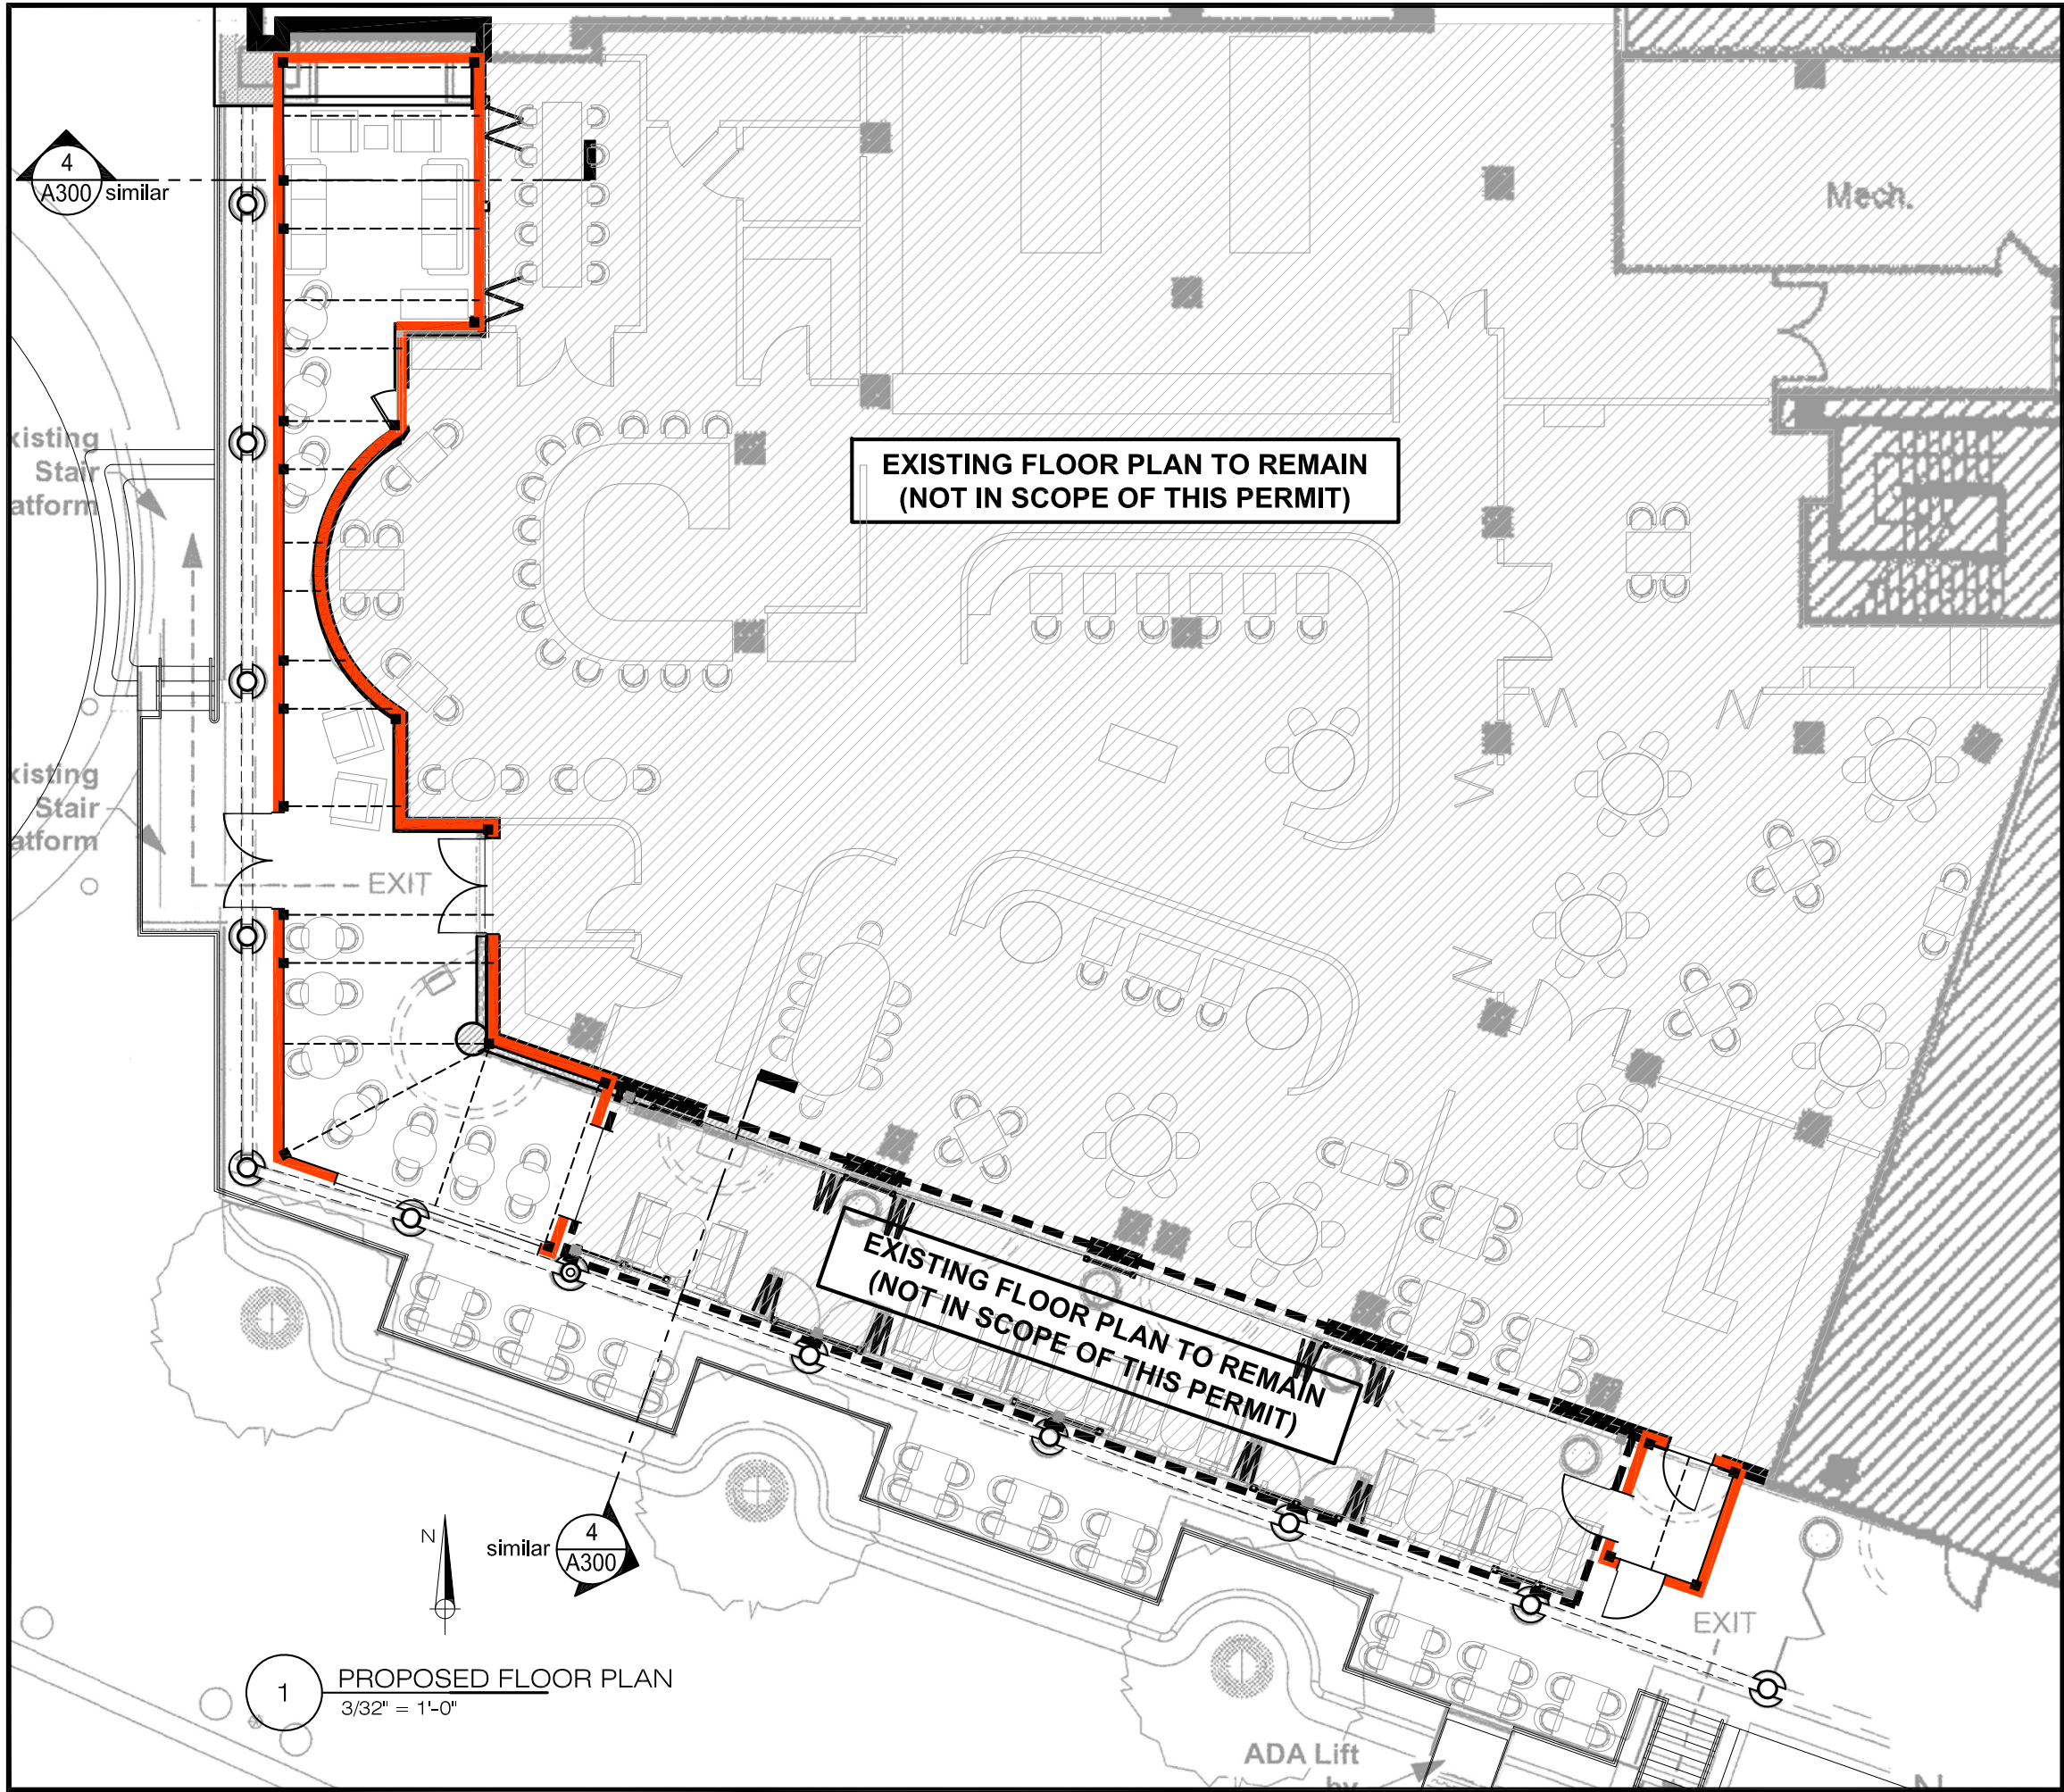 4
A300 similar
Mech.
xisting
Stair
atform
EXISTING FLOOR PLAN TO REMAIN
(NOT IN SCOPE OF THIS PERMIT)
xisting
Stair
atform
EXIT
EXISTING FLOOR PLAN TO REMAIN
(NOT IN SCOPE OF THIS PERMIT)
N
similar
4
A300
EXIT
1
PROPOSED FLOOR PLAN
3/32" = 1'-0"
ADA Lift
by